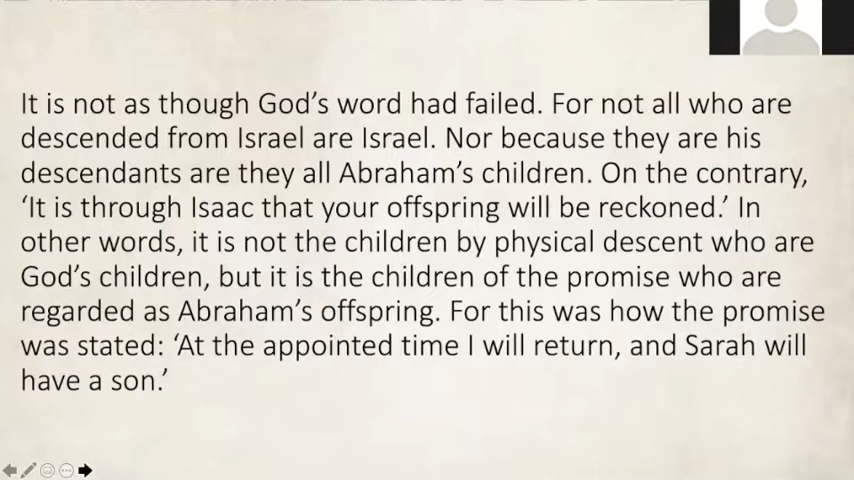 It is not as though God’s word had failed. For not all who are
descended from Israel are Israel. Nor because they are his
descendants are they all Abraham’s children. On the contrary,
‘It is through Isaac that your offspring will be reckoned.’ In
other words, it is not the children by physical descent who are
God’s children, but it is the children of the promise who are
regarded as Abraham’s offspring. For this was how the promise
was stated: ‘At the appointed time I will return, and Sarah will
have a son.’